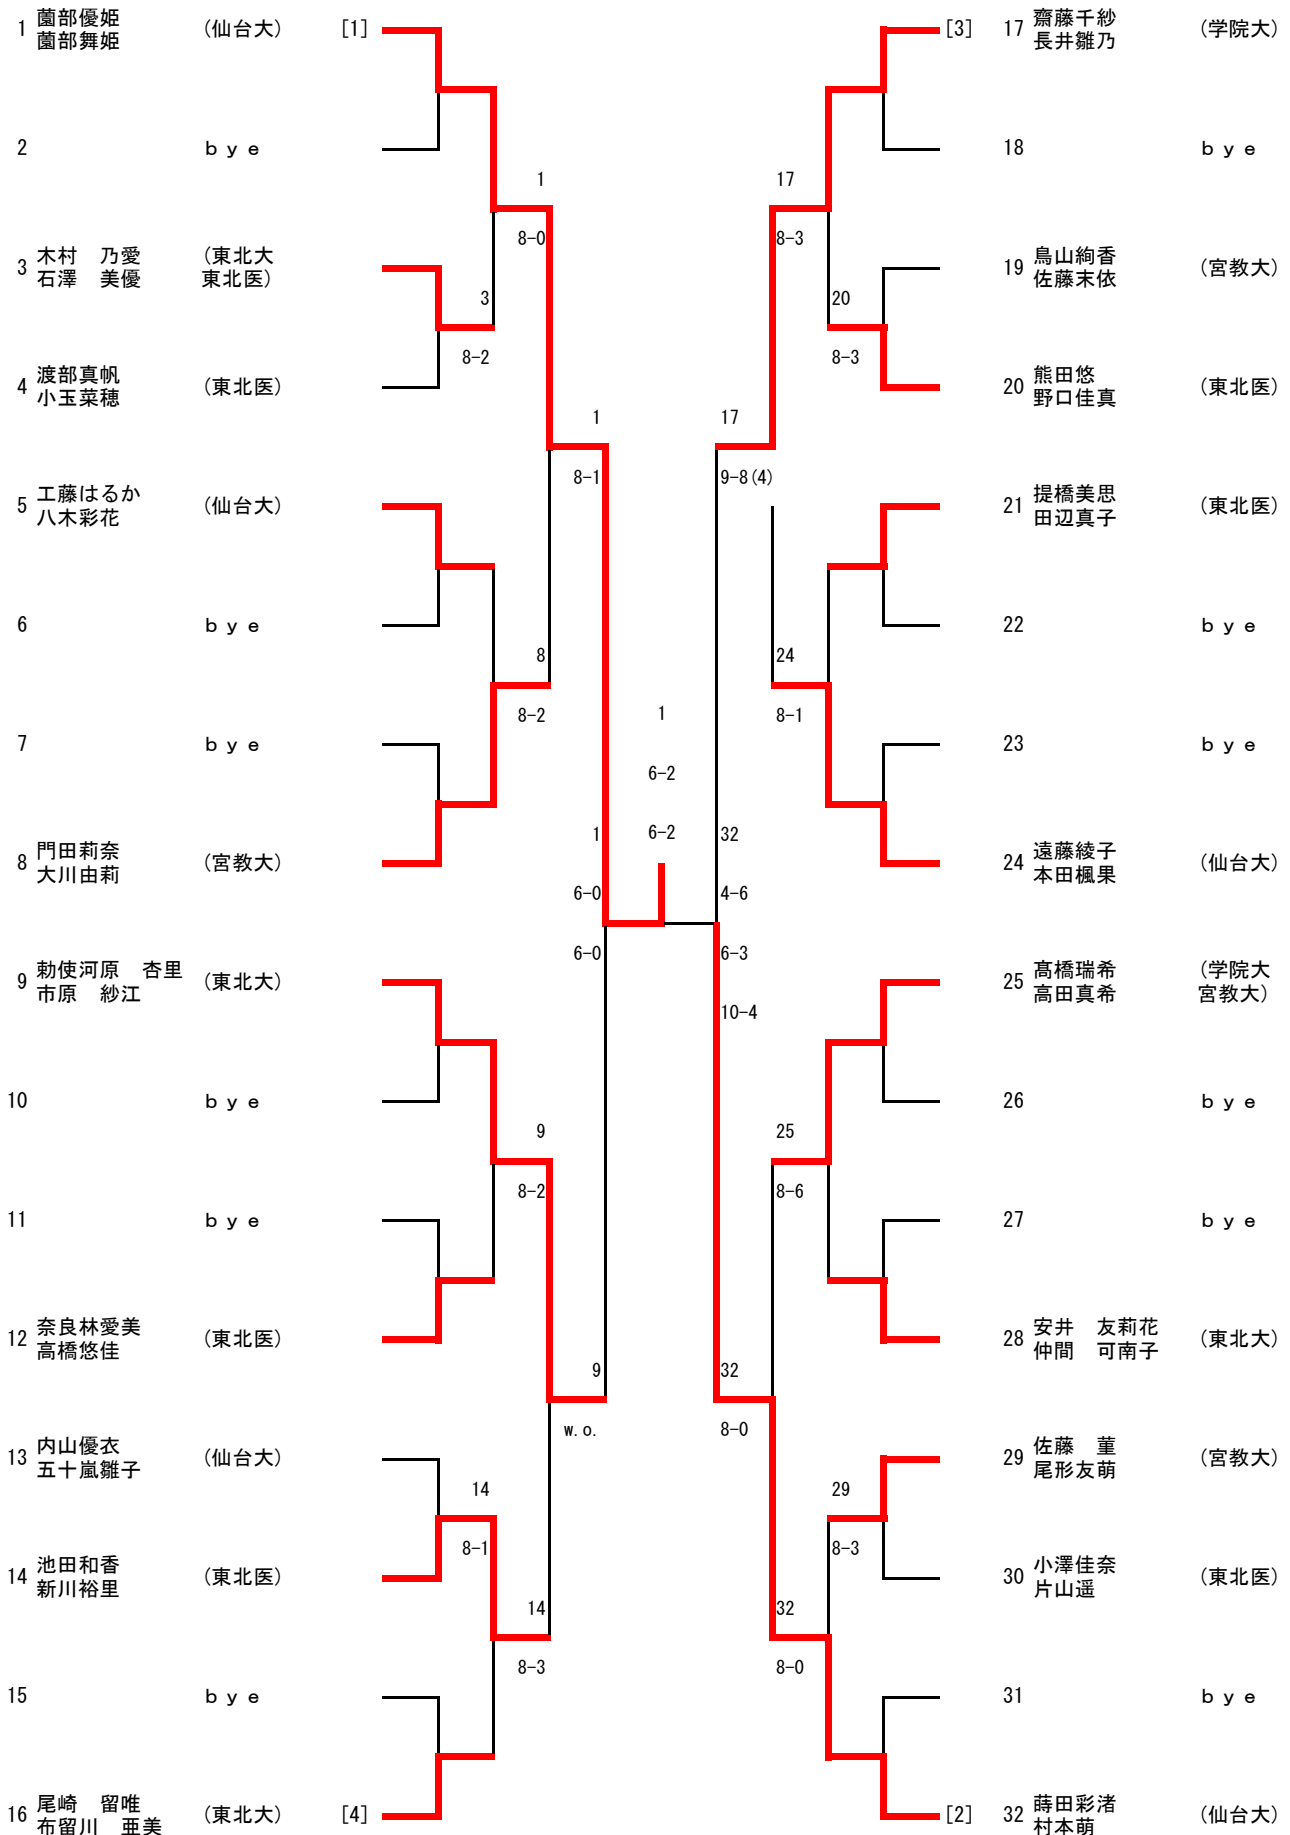 1 薗部優姫 (仙台大) [1]
薗部舞姫
2 ｂｙｅ
1
8-0
3 木村　乃愛 (東北大
石澤　美優 東北医)
3
8-2
4 渡部真帆 (東北医)
小玉菜穂
1
8-1
5 工藤はるか (仙台大)
八木彩花
6 ｂｙｅ
8
8-2
7 ｂｙｅ
8 門田莉奈 (宮教大)
大川由莉
1
6-0
6-0
9 勅使河原　杏里 (東北大)
市原　紗江
10 ｂｙｅ
9
8-2
11 ｂｙｅ
12 奈良林愛美 (東北医)
高橋悠佳
9
w.o.
13 内山優衣 (仙台大)
五十嵐雛子
14
8-1
14 池田和香 (東北医)
新川裕里
14
8-3
15 ｂｙｅ
16 尾崎　留唯 (東北大) [4]
布留川　亜美
1
6-2
6-2
[3] 17 齋藤千紗 (学院大)
長井雛乃
18 ｂｙｅ
17
8-3
19 鳥山絢香 (宮教大)
佐藤末依
20
8-3
20 熊田悠 (東北医)
野口佳真
17
9-8(4)
21 提橋美思 (東北医)
田辺真子
22 ｂｙｅ
24
8-1
23 ｂｙｅ
24 遠藤綾子 (仙台大)
本田楓果
32
4-6
6-3
10-4
25 髙橋瑞希 (学院大
高田真希 宮教大)
26 ｂｙｅ
25
8-6
27 ｂｙｅ
28 安井　友莉花 (東北大)
仲間　可南子
32
8-0
29 佐藤　菫 (宮教大)
尾形友萌
29
8-3
30 小澤佳奈 (東北医)
片山遥
32
8-0
31 ｂｙｅ
[2] 32 蒔田彩渚 (仙台大)
村本萌